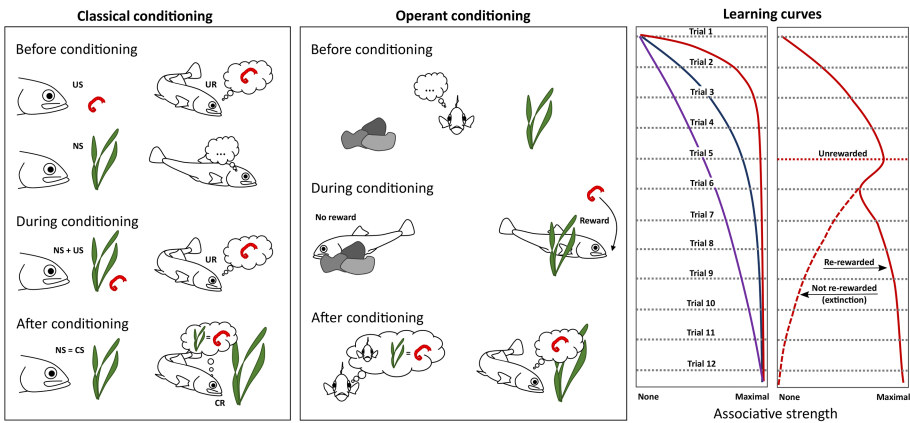 Classical conditioning
Before conditioning
US
UR
...
NS
During conditioning
NS + US
UR
After conditioning
NS = CS
=
CR
Operant conditioning
Before conditioning
...
During conditioning
No reward
Reward
After conditioning
=
Learning curves
Trial 1
Trial 2
Trial 3
Trial 4
Trial 5
Trial 6
Trial 7
Trial 8
Trial 9
Trial 10
Trial 11
Trial 12
Unrewarded
Re-rewarded
Not re-rewarded
(extinction)
None
Maximal
None
Maximal
Associative strength